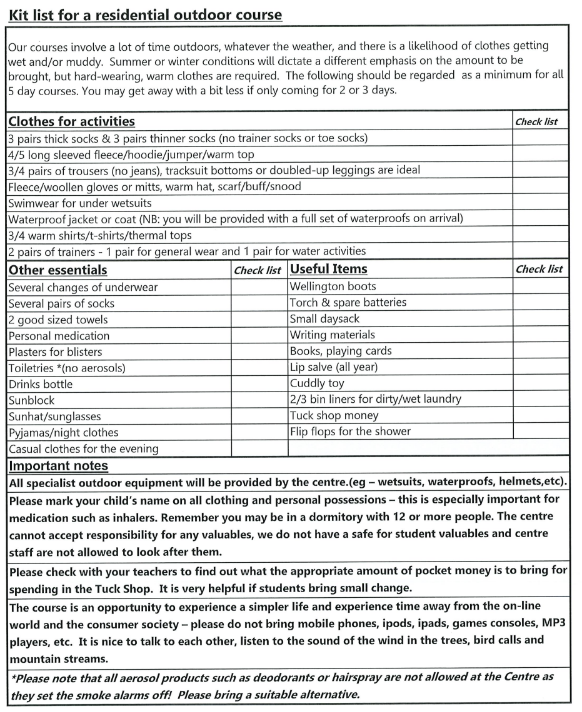 Kit list for a residential outdoor course
Our courses involve a lot of time outdoors, whatever the weather, and there is a likelihood of clothes getting
wet and/or muddy.  Summer or winter conditions will dictate a different emphasis on the amount to be
brought, but hard-wearing, warm clothes are required.  The following should be regarded  as a minimum for all
5 day courses. You may get away with a bit less if only coming for 2 or 3 days.
Clothes for activities
Check list
3 pairs thick socks & 3 pairs thinner socks (no trainer socks or toe socks)
4/5 long sleeved fleece/hoodie/jumper/warm top
3/4 pairs of trousers (no jeans), tracksuit bottoms or doubled-up leggings are ideal
Fleece/woollen gloves or mitts, warm hat, scarf/buff/snood
Swimwear for under wetsuits
Waterproof jacket or coat (NB: you will be provided with a full set of waterproofs on arrival)
3/4 warm shirts/t-shirts/thermal tops
2 pairs of trainers - 1 pair for general wear and 1 pair for water activities
Other essentials
Check list
Several changes of underwear
Several pairs of socks
2 good sized towels
Personal medication
Plasters for blisters
Toiletries *(no aerosols)
Drinks bottle
Sunblock
Sunhat/sunglasses
Pyjamas/night clothes
Casual clothes for the evening
Useful Items
Check list
Wellington boots
Torch & spare batteries
Small daysack
Writing materials
Books, playing cards
Lip salve (all year)
Cuddly toy
2/3 bin liners for dirty/wet laundry
Tuck shop money
Flip flops for the shower
Important notes
All specialist outdoor equipment will be provided by the centre.(eg – wetsuits, waterproofs, helmets,etc).
Please mark your child's name on all clothing and personal possessions – this is especially important for
medication such as inhalers. Remember you may be in a dormitory with 12 or more people. The centre
cannot accept responsibility for any valuables, we do not have a safe for student valuables and centre
staff are not allowed to look after them.
Please check with your teachers to find out what the appropriate amount of pocket money is to bring for
spending in the Tuck Shop.  It is very helpful if students bring small change.
The course is an opportunity to experience a simpler life and experience time away from the on-line
world and the consumer society – please do not bring mobile phones, ipods, ipads, games consoles, MP3
players, etc.  It is nice to talk to each other, listen to the sound of the wind in the trees, bird calls and
mountain streams.
*Please note that all aerosol products such as deodorants or hairspray are not allowed at the Centre as
they set the smoke alarms off!  Please bring a suitable alternative.